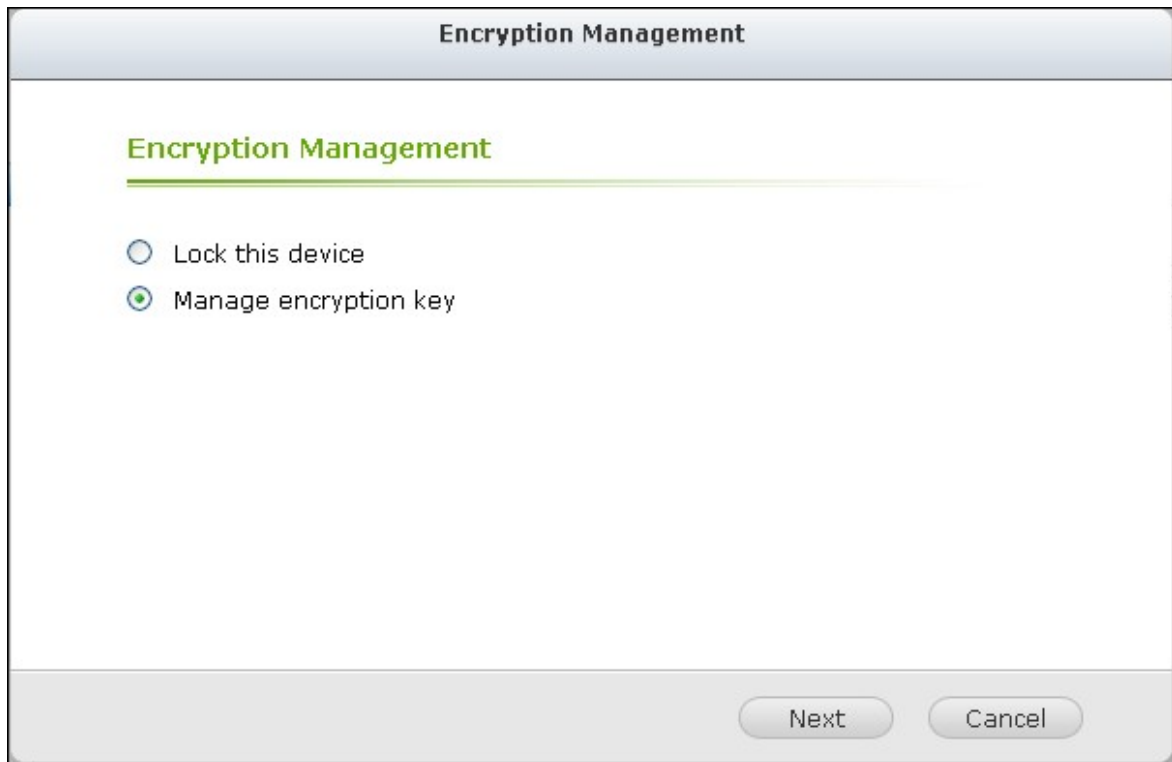 Encryption Management
Encryption Management
Lock this device
Manage encryption key
Next Cancel